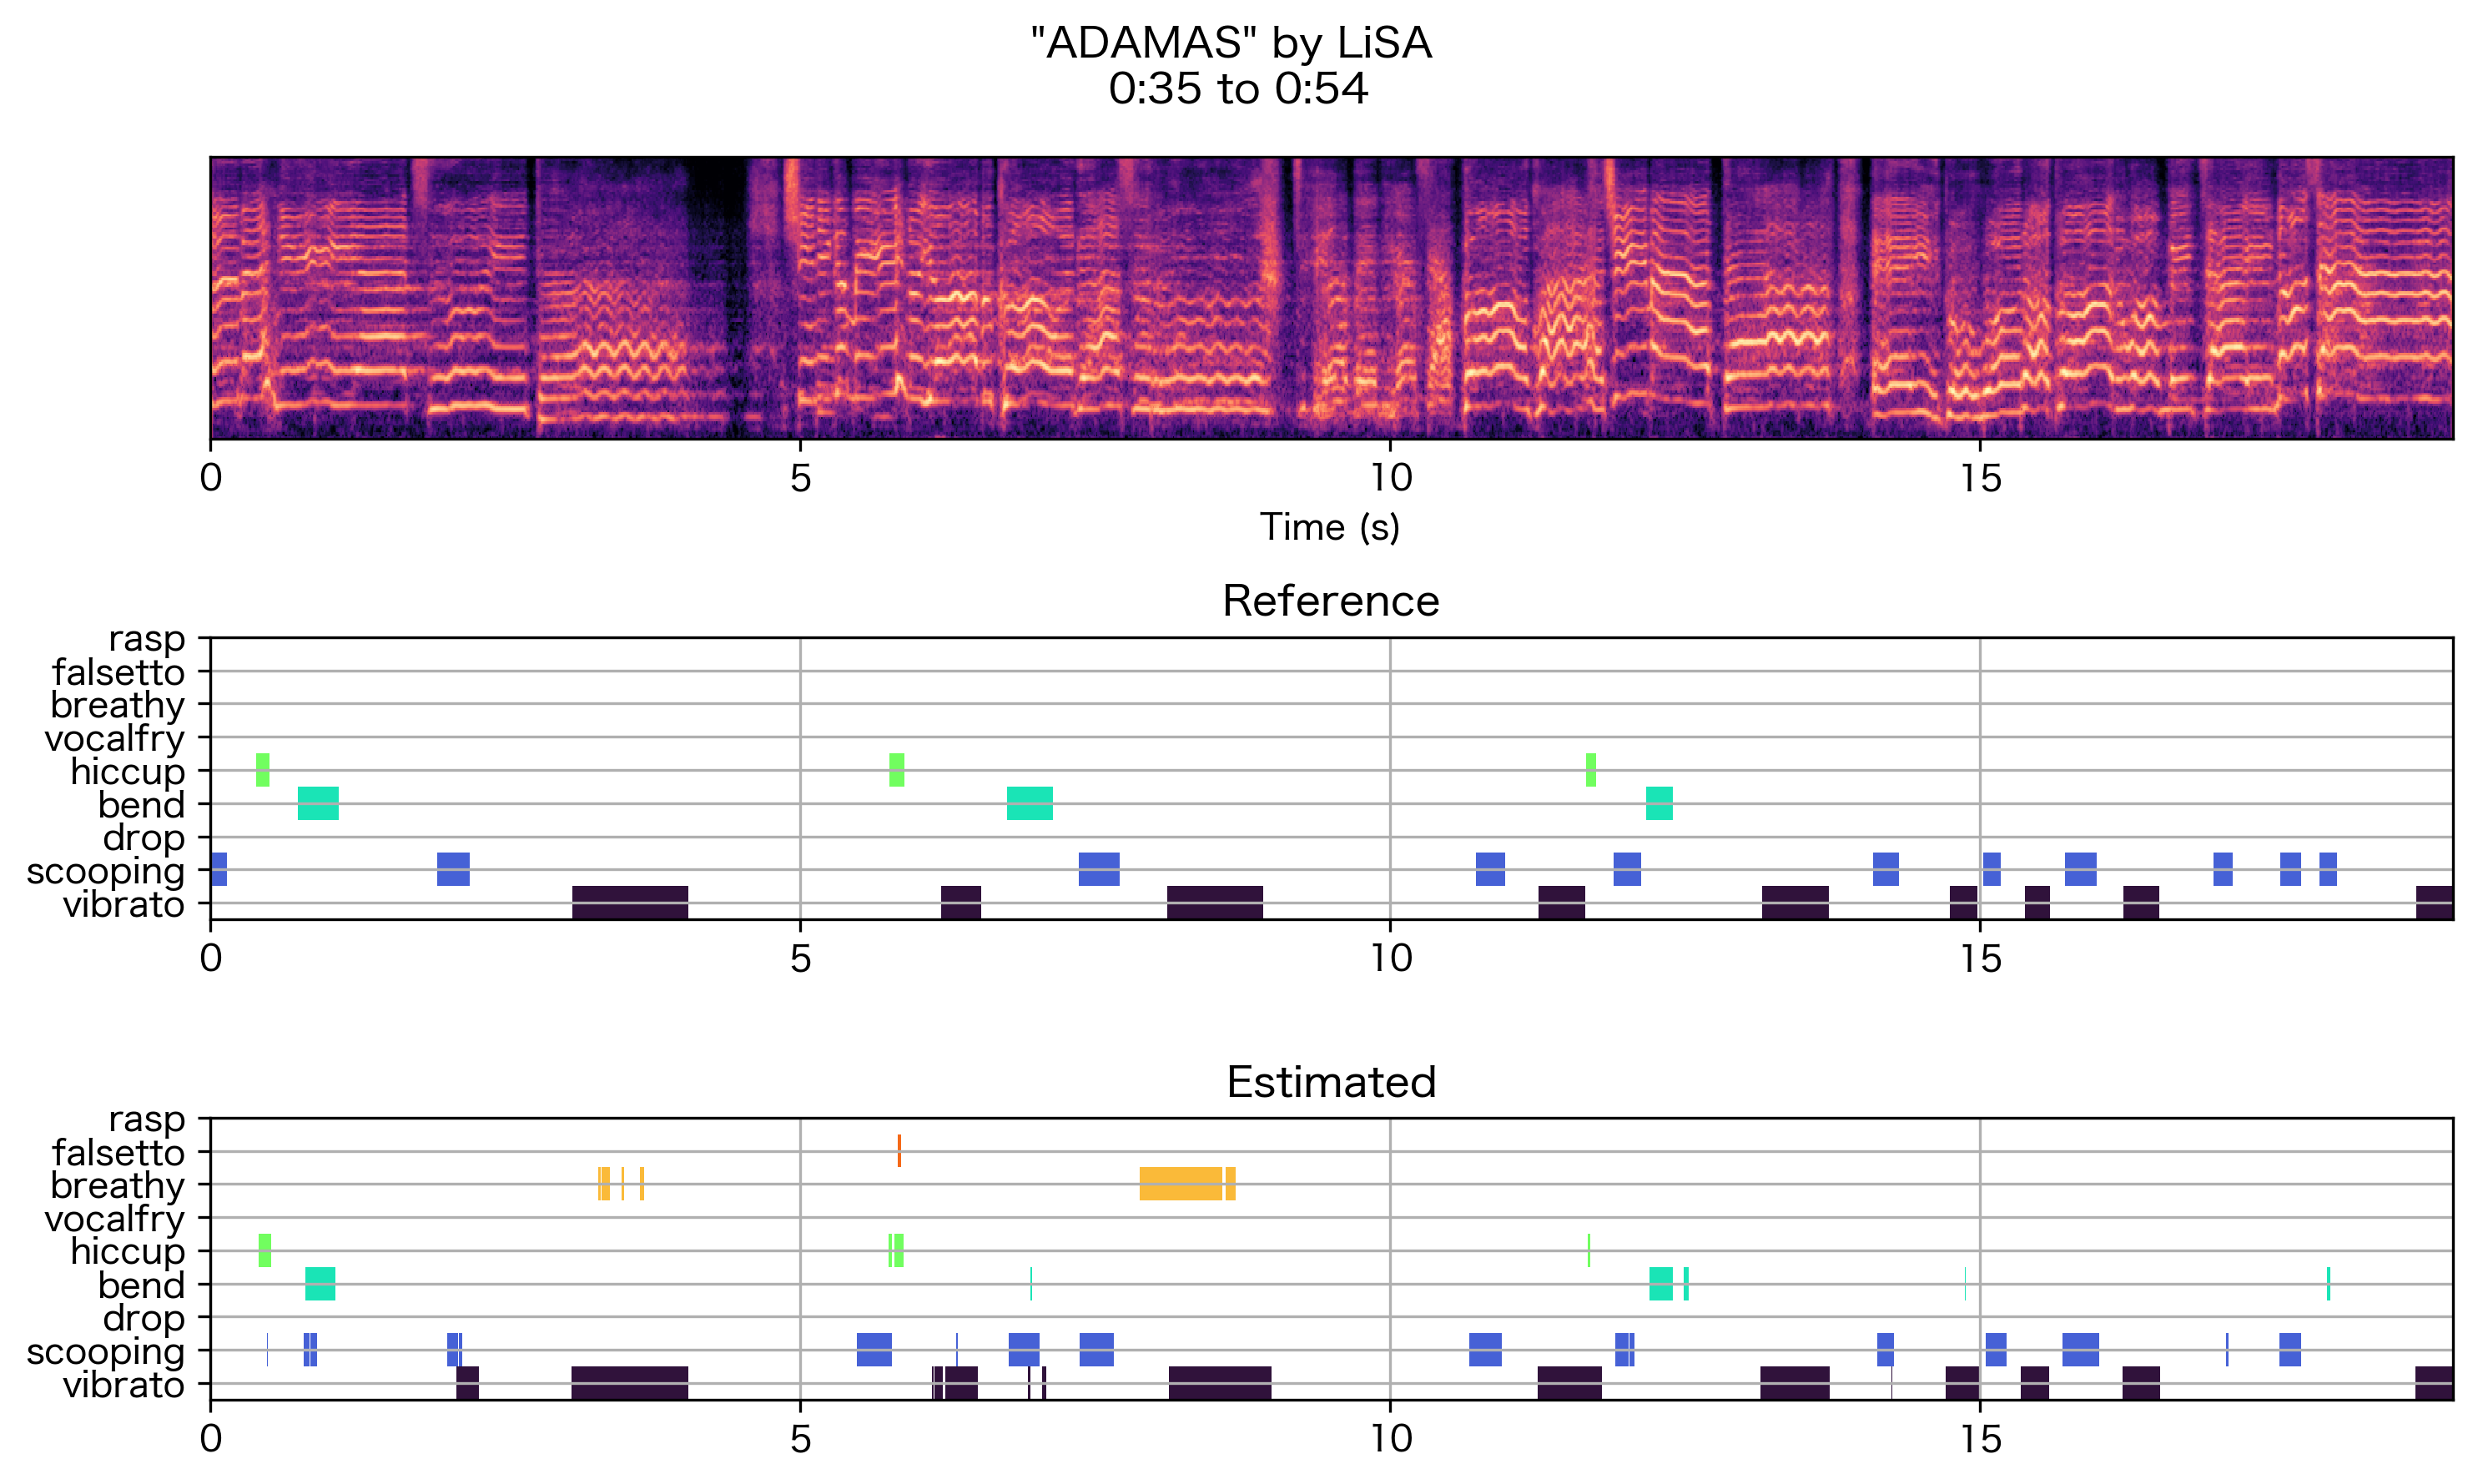 "ADAMAS" by LiSA
0:35 to 0:54
0 5 10 15
Time (s)
Reference
rasp
falsetto
breathy
vocalfry
hiccup
bend
drop
scooping
vibrato
0 5 10 15
Estimated
rasp
falsetto
breathy
vocalfry
hiccup
bend
drop
scooping
vibrato
0 5 10 15